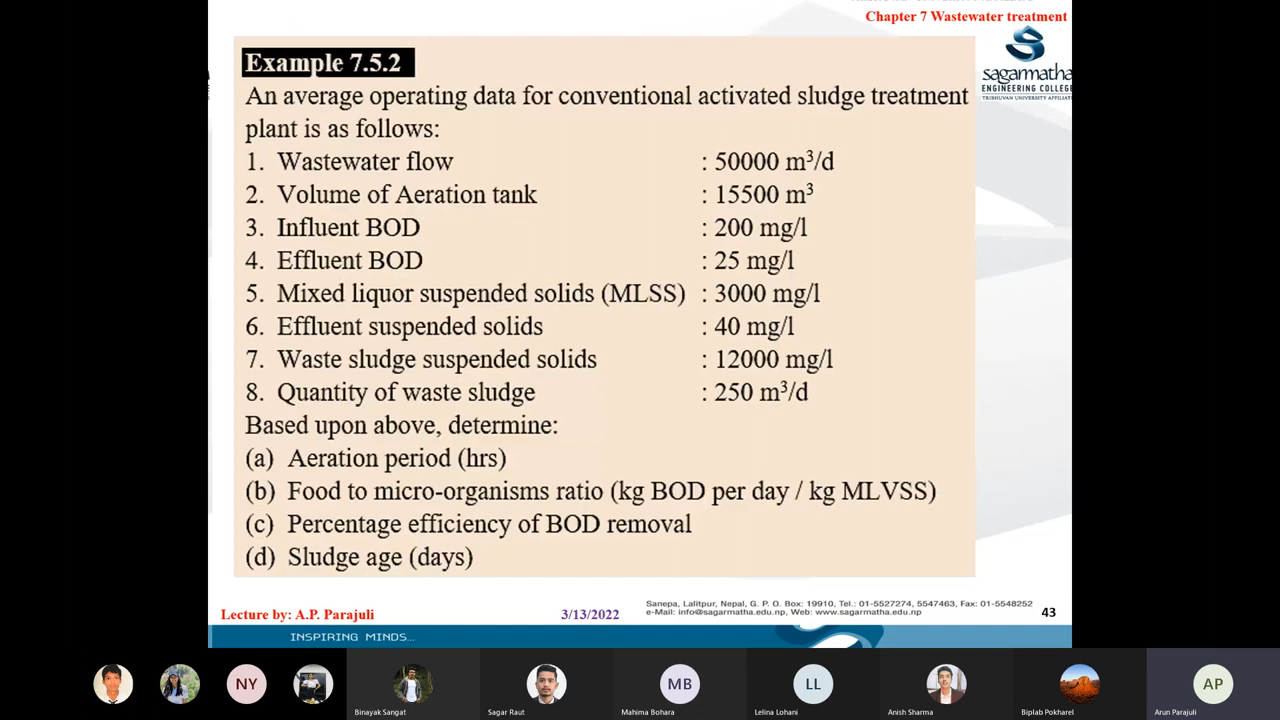 Chapter 7 Wastewater treatment
Example 7.5.2
sagarmatha
ENGINEERING COLLEGE
An average operating data for conventional activated sludge treatment
plant is as follows:
1. Wastewater flow : 50000 m³/d
2. Volume of Aeration tank : 15500 m³
3. Influent BOD : 200 mg/l
4. Effluent BOD : 25 mg/l
5. Mixed liquor suspended solids (MLSS) : 3000 mg/l
6. Effluent suspended solids : 40 mg/l
7. Waste sludge suspended solids : 12000 mg/l
8. Quantity of waste sludge : 250 m³/d
Based upon above, determine:
(a) Aeration period (hrs)
(b) Food to micro-organisms ratio (kg BOD per day / kg MLVSS)
(c) Percentage efficiency of BOD removal
(d) Sludge age (days)
Lecture by: A.P. Parajuli
3/13/2022
Sanepa, Lalitpur, Nepal, G. P. O. Box: 19910, Tel.: 01-5527274, 5547463, Fax: 01-5548252
e-Mail: info@sagarmatha.edu.np, Web: www.sagarmatha.edu.np
43
INSPIRING MINDS...
NY
MB
LL
AP
Binayak Sangat
Sagar Raut
Mahima Bohara
Lelina Lohani
Anish Sharma
Biplab Pokharel
Arun Parajuli